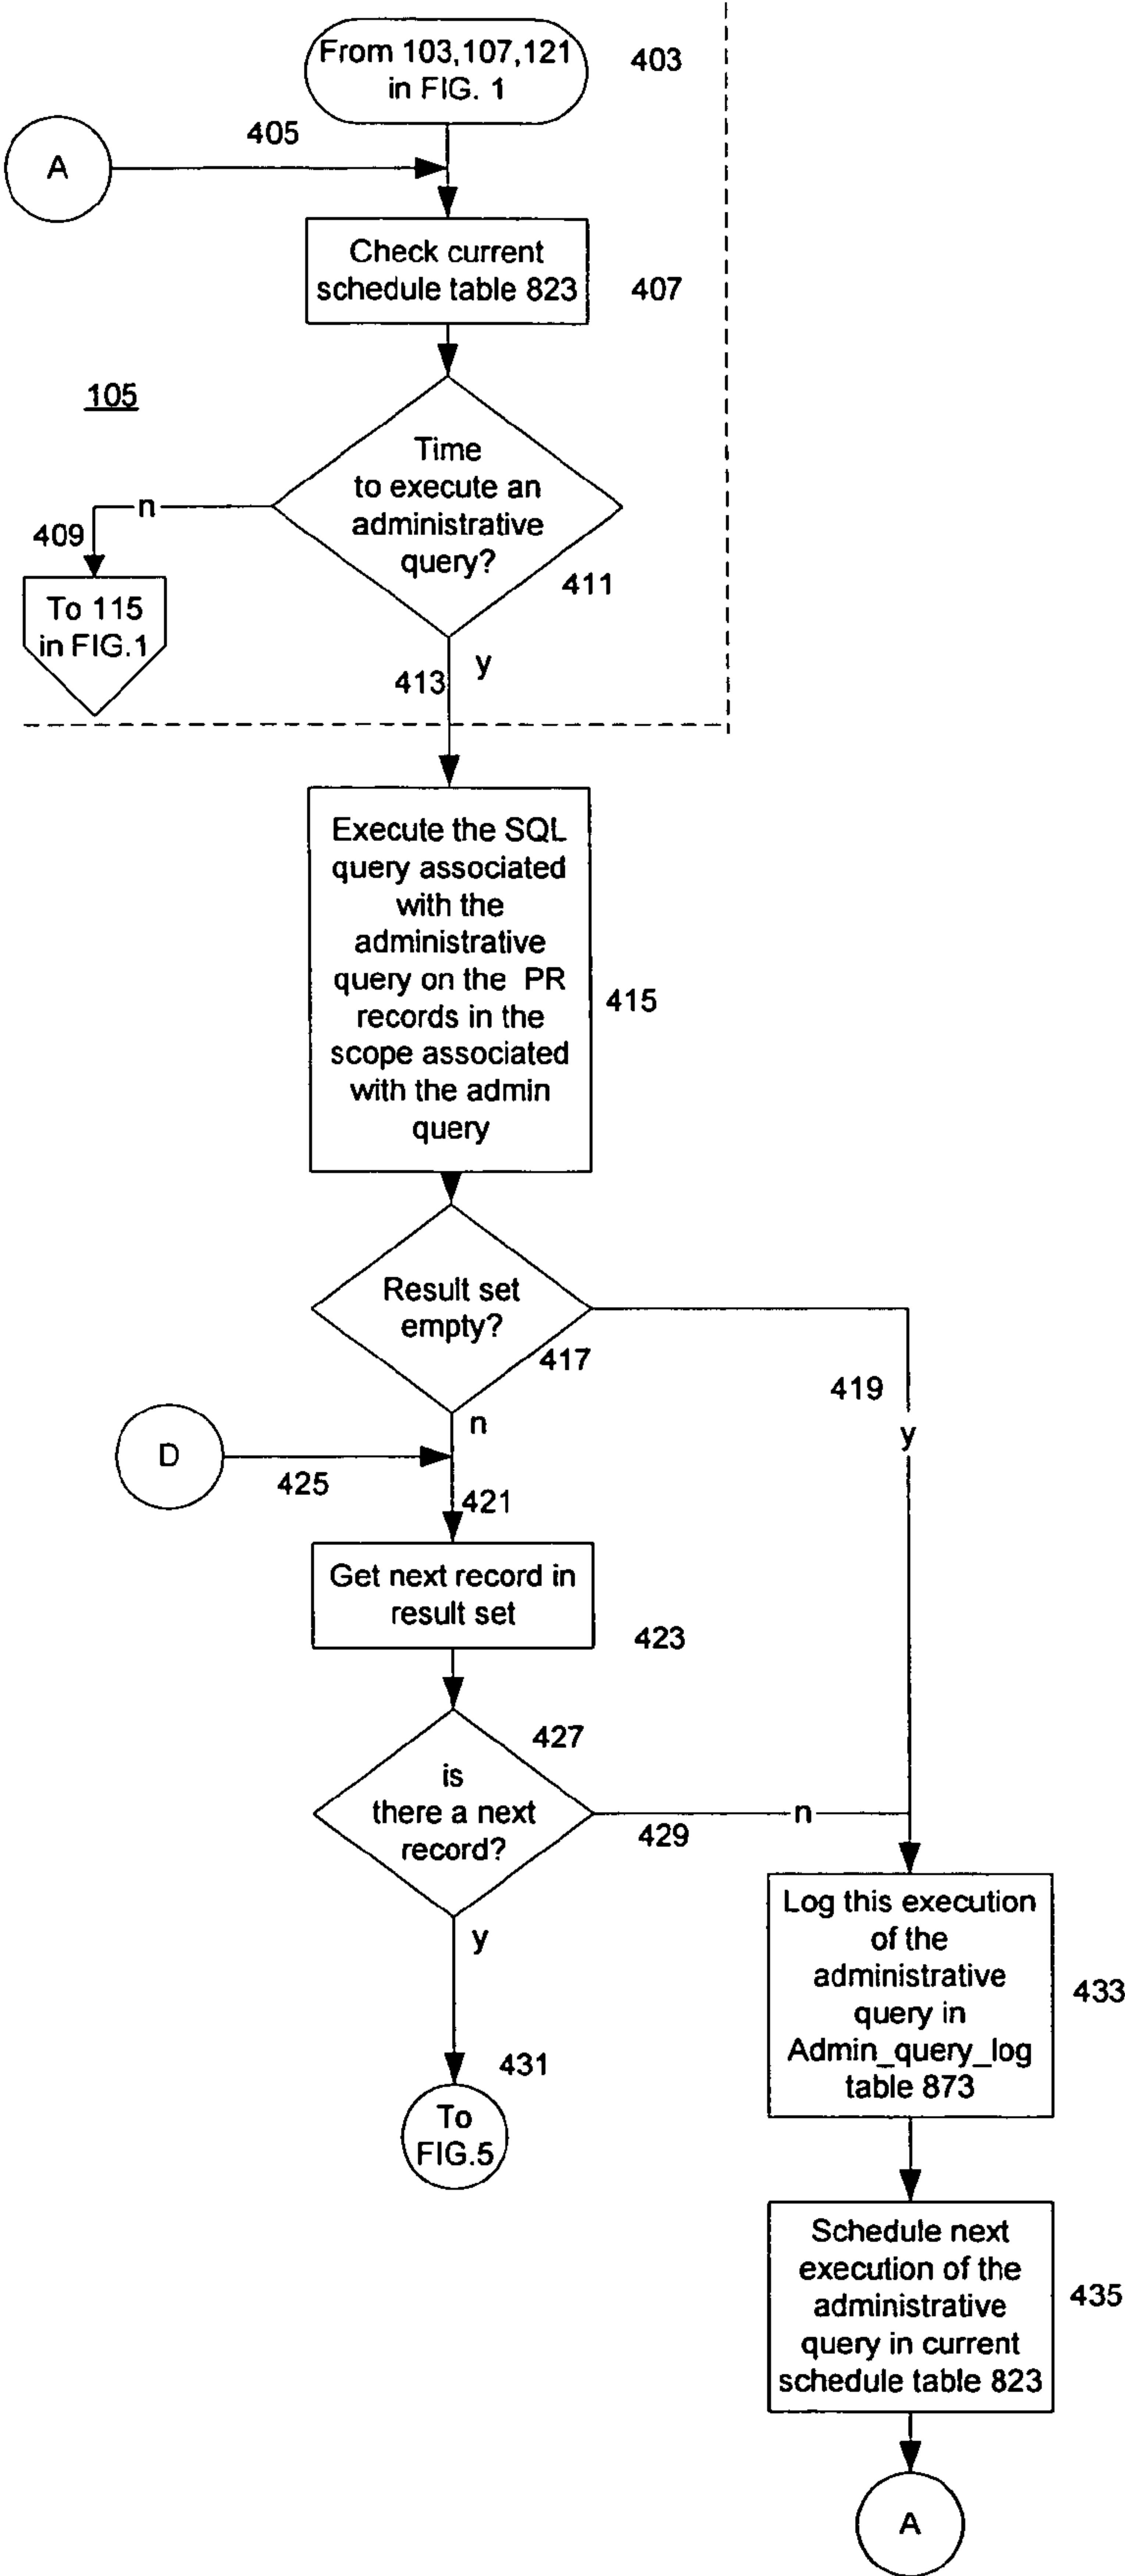 From 103,107,121
in FIG. 1
403
405
A
Check current
schedule table 823
407
105
Time
to execute an
administrative
query?
411
n
409
To 115
in FIG.1
y
413
Execute the SQL
query associated
with the
administrative
query on the PR
records in the
scope associated
with the admin
query
415
Result set
empty?
417
419
y
n
D
425
421
Get next record in
result set
423
427
is
there a next
record?
n
429
y
431
To
FIG.5
Log this execution
of the
administrative
query in
Admin_query_log
table 873
433
Schedule next
execution of the
administrative
query in current
schedule table 823
435
A